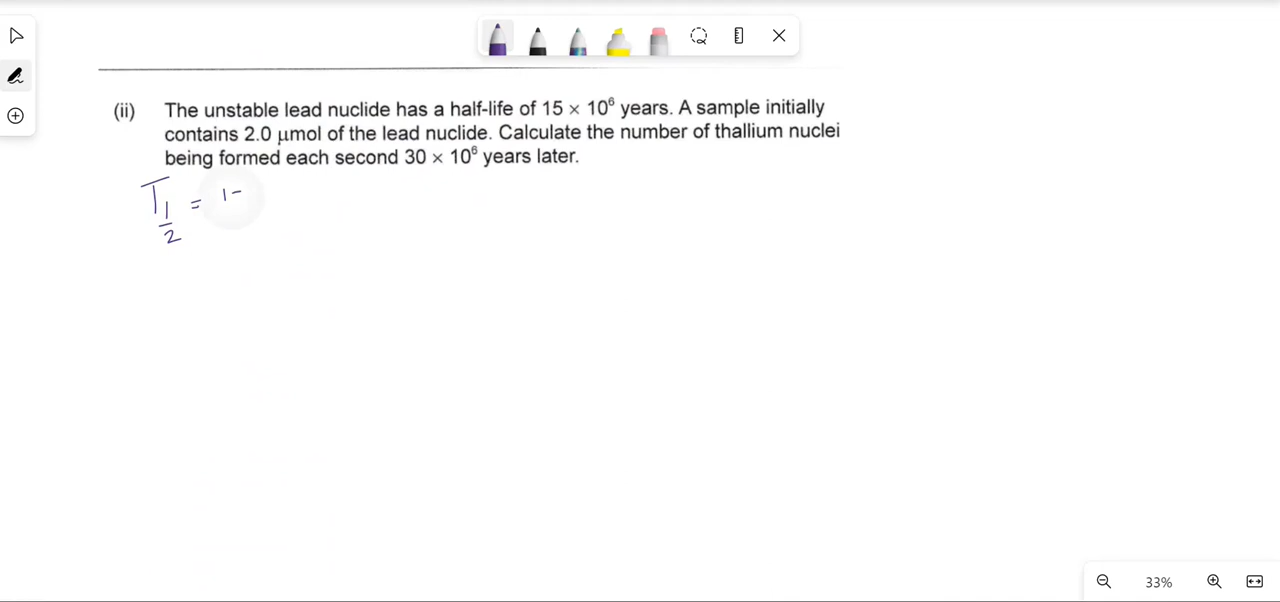 (ii) The unstable lead nuclide has a half-life of 15 × 10⁶ years. A sample initially
contains 2.0 μmol of the lead nuclide. Calculate the number of thallium nuclei
being formed each second 30 × 10⁶ years later.
T 1/2 = 1-
33%